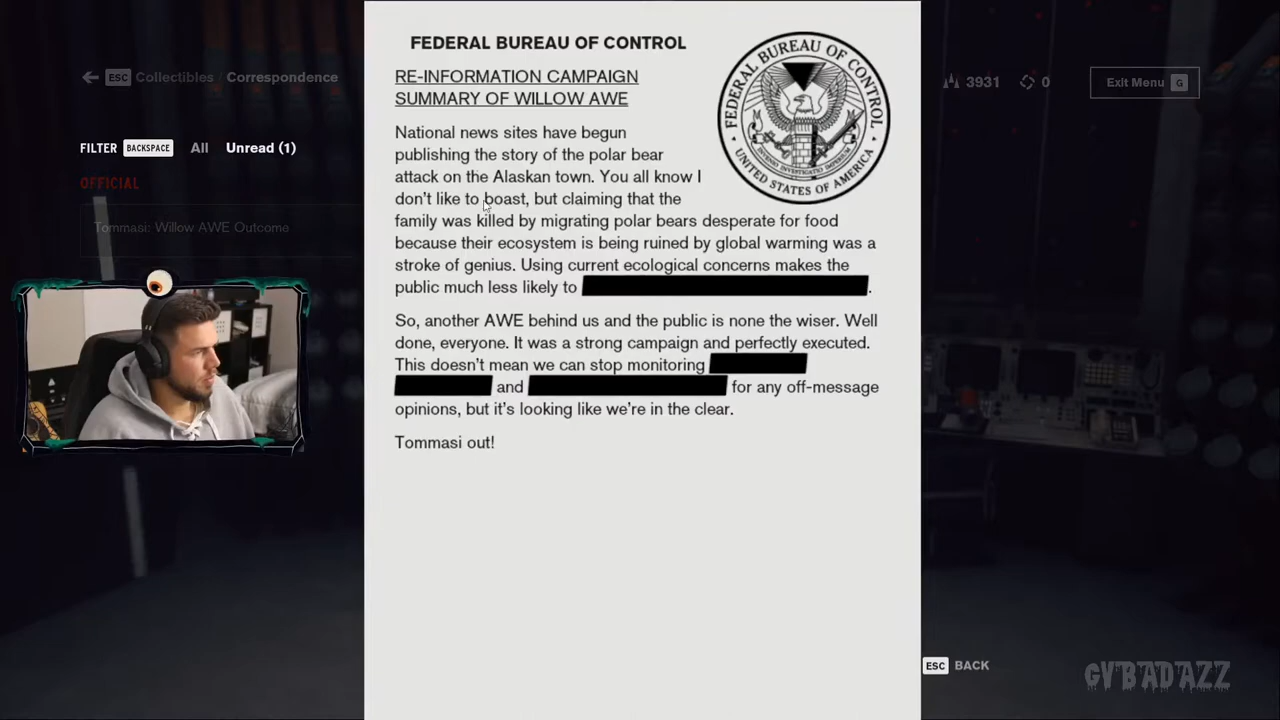 FEDERAL BUREAU OF CONTROL
RE-INFORMATION CAMPAIGN
SUMMARY OF WILLOW AWE
FEDERAL BUREAU OF CONTROL
UNITED STATES OF AMERICA
National news sites have begun
publishing the story of the polar bear
attack on the Alaskan town. You all know I
don't like to boast, but claiming that the
family was killed by migrating polar bears desperate for food
because their ecosystem is being ruined by global warming was a
stroke of genius. Using current ecological concerns makes the
public much less likely to .
So, another AWE behind us and the public is none the wiser. Well
done, everyone. It was a strong campaign and perfectly executed.
This doesn't mean we can stop monitoring
and for any off-message
opinions, but it's looking like we're in the clear.
Tommasi out!
ESC Collectibles / Correspondence
FILTER BACKSPACE All Unread (1)
OFFICIAL
Tommasi: Willow AWE Outcome
3931 0
Exit Menu G
ESC BACK
GVBADAZZ